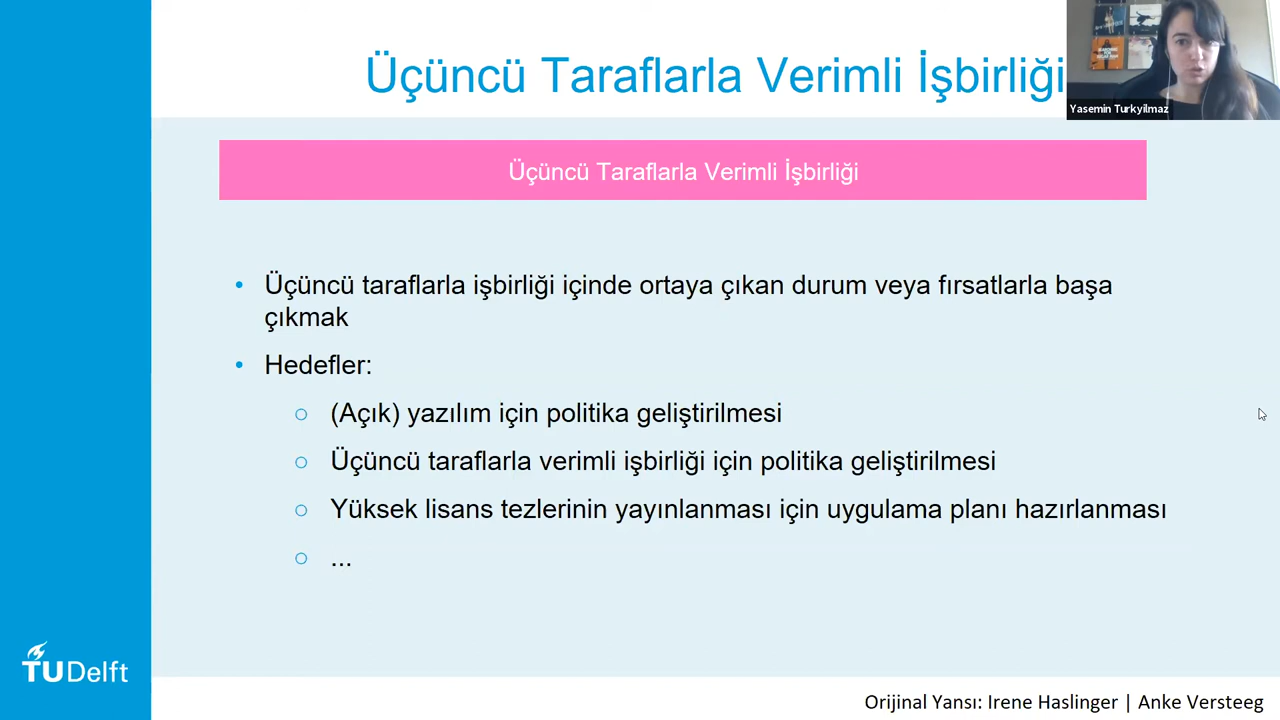 Üçüncü Taraflarla Verimli İşbirliği
Yasemin Turkyilmaz
Üçüncü Taraflarla Verimli İşbirliği
• Üçüncü taraflarla işbirliği içinde ortaya çıkan durum veya fırsatlarla başa
çıkmak
• Hedefler:
○ (Açık) yazılım için politika geliştirilmesi
○ Üçüncü taraflarla verimli işbirliği için politika geliştirilmesi
○ Yüksek lisans tezlerinin yayınlanması için uygulama planı hazırlanması
○ ...
TUDelft
Orijinal Yansı: Irene Haslinger | Anke Versteeg